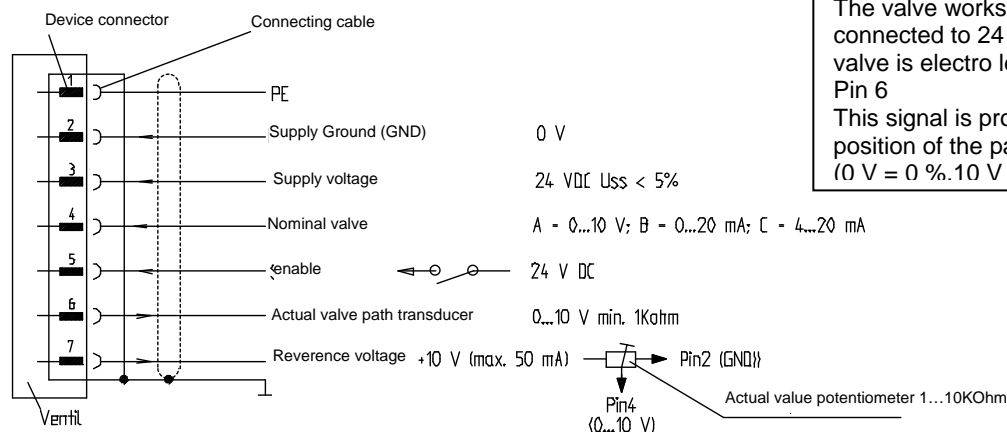 Device connector
Connecting cable
The valve works
connected to 24
valve is electro
Pin 6
This signal is
position of the
(0 V = 0 %.10 V
1
PE
2
Supply Ground (GND) 0 V
3
Supply voltage 24 VDC Uss < 5%
4
Nominal valve A = 0...10 V; B = 0...20 mA; C = 4...20 mA
5
enable 24 V DC
6
Actual valve path transducer 0...10 V min. 1Kohm
7
Reverence voltage +10 V (max. 50 mA) Pin2 (GND))
Actual value potentiometer 1...10KOhm
Pin4
(0...10 V)
Ventil